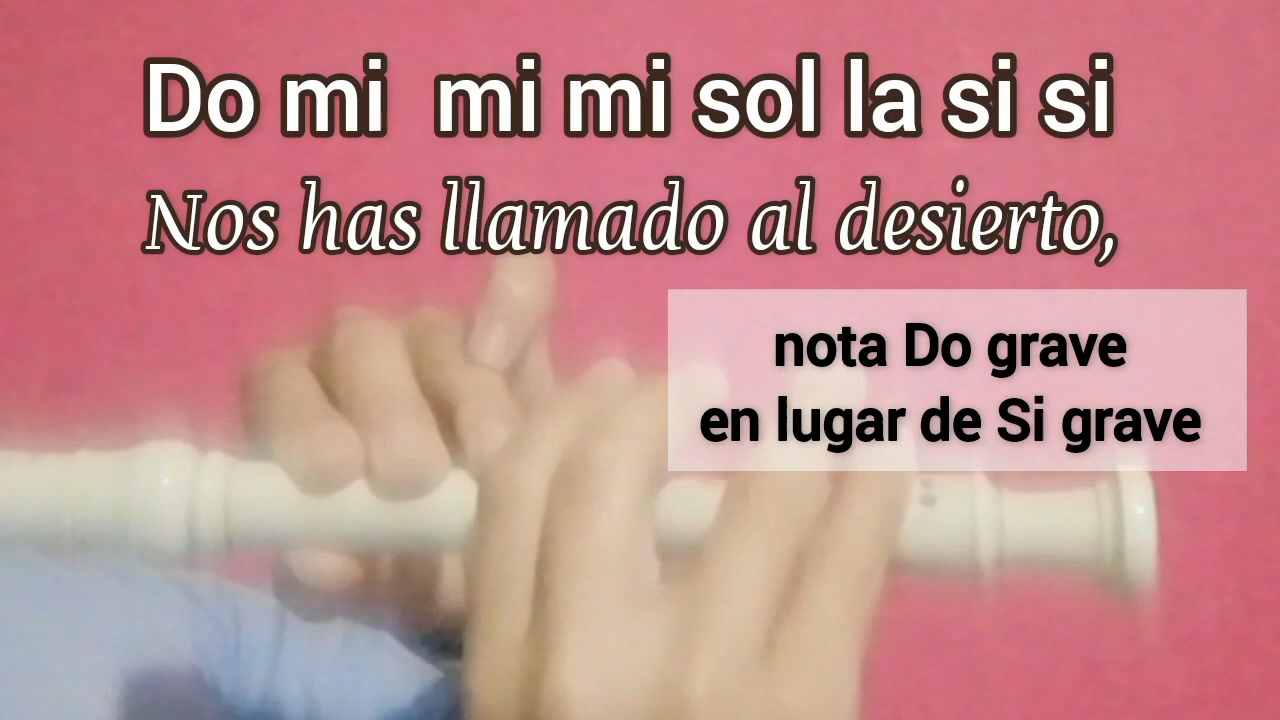 Do mi mi mi sol la si si
Nos has llamado al desierto,
nota Do grave
en lugar de Si grave